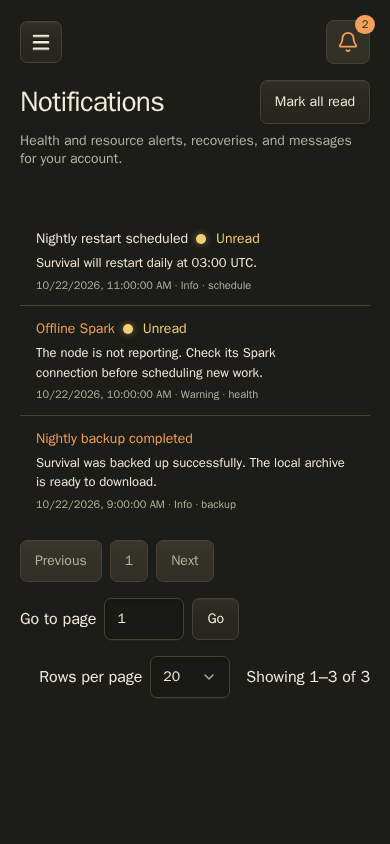 2
Notifications
Mark all read
Health and resource alerts, recoveries, and messages
for your account.
Nightly restart scheduled Unread
Survival will restart daily at 03:00 UTC.
10/22/2026, 11:00:00 AM · Info · schedule
Offline Spark Unread
The node is not reporting. Check its Spark
connection before scheduling new work.
10/22/2026, 10:00:00 AM · Warning · health
Nightly backup completed
Survival was backed up successfully. The local archive
is ready to download.
10/22/2026, 9:00:00 AM · Info · backup
Previous 1 Next
Go to page 1 Go
Rows per page 20 Showing 1–3 of 3